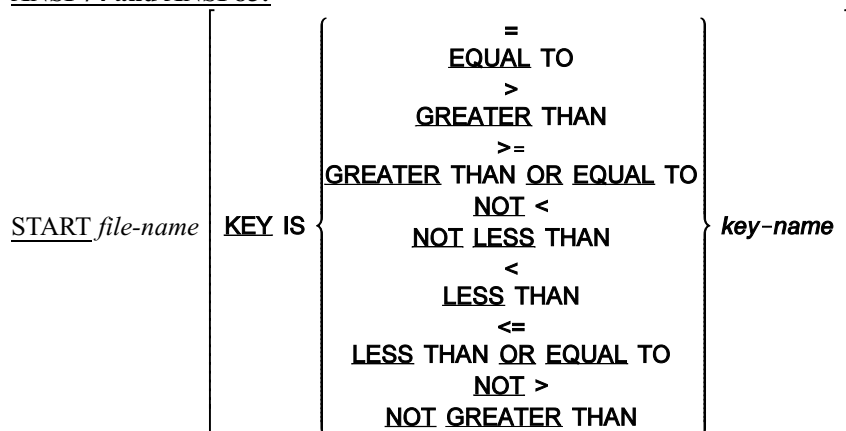 =
EQUAL TO
>
GREATER THAN
>=
GREATER THAN OR EQUAL TO
NOT <
START file-name KEY IS NOT LESS THAN key-name
<
LESS THAN
<=
LESS THAN OR EQUAL TO
NOT >
NOT GREATER THAN